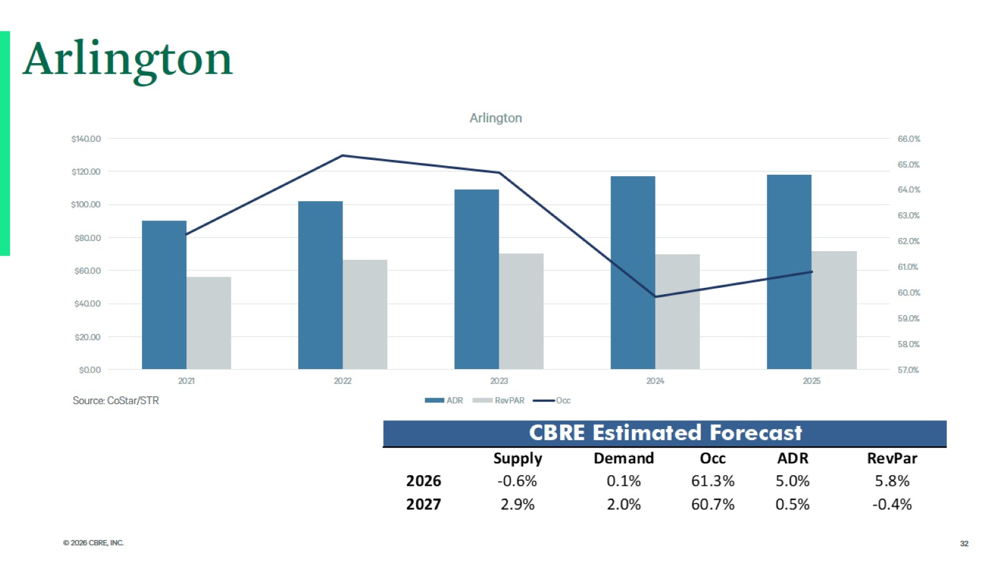 Arlington
Arlington
$140.00 66.0%
$120.00 65.0%
$100.00 64.0%
$80.00 63.0%
$60.00 62.0%
$40.00 61.0%
$20.00 60.0%
$0.00 59.0%
58.0%
57.0%
2021 2022 2023 2024 2025
Source: CoStar/STR
ADR RevPAR Occ
CBRE Estimated Forecast
Supply Demand Occ ADR RevPar
2026 -0.6% 0.1% 61.3% 5.0% 5.8%
2027 2.9% 2.0% 60.7% 0.5% -0.4%
© 2026 CBRE, INC. 32